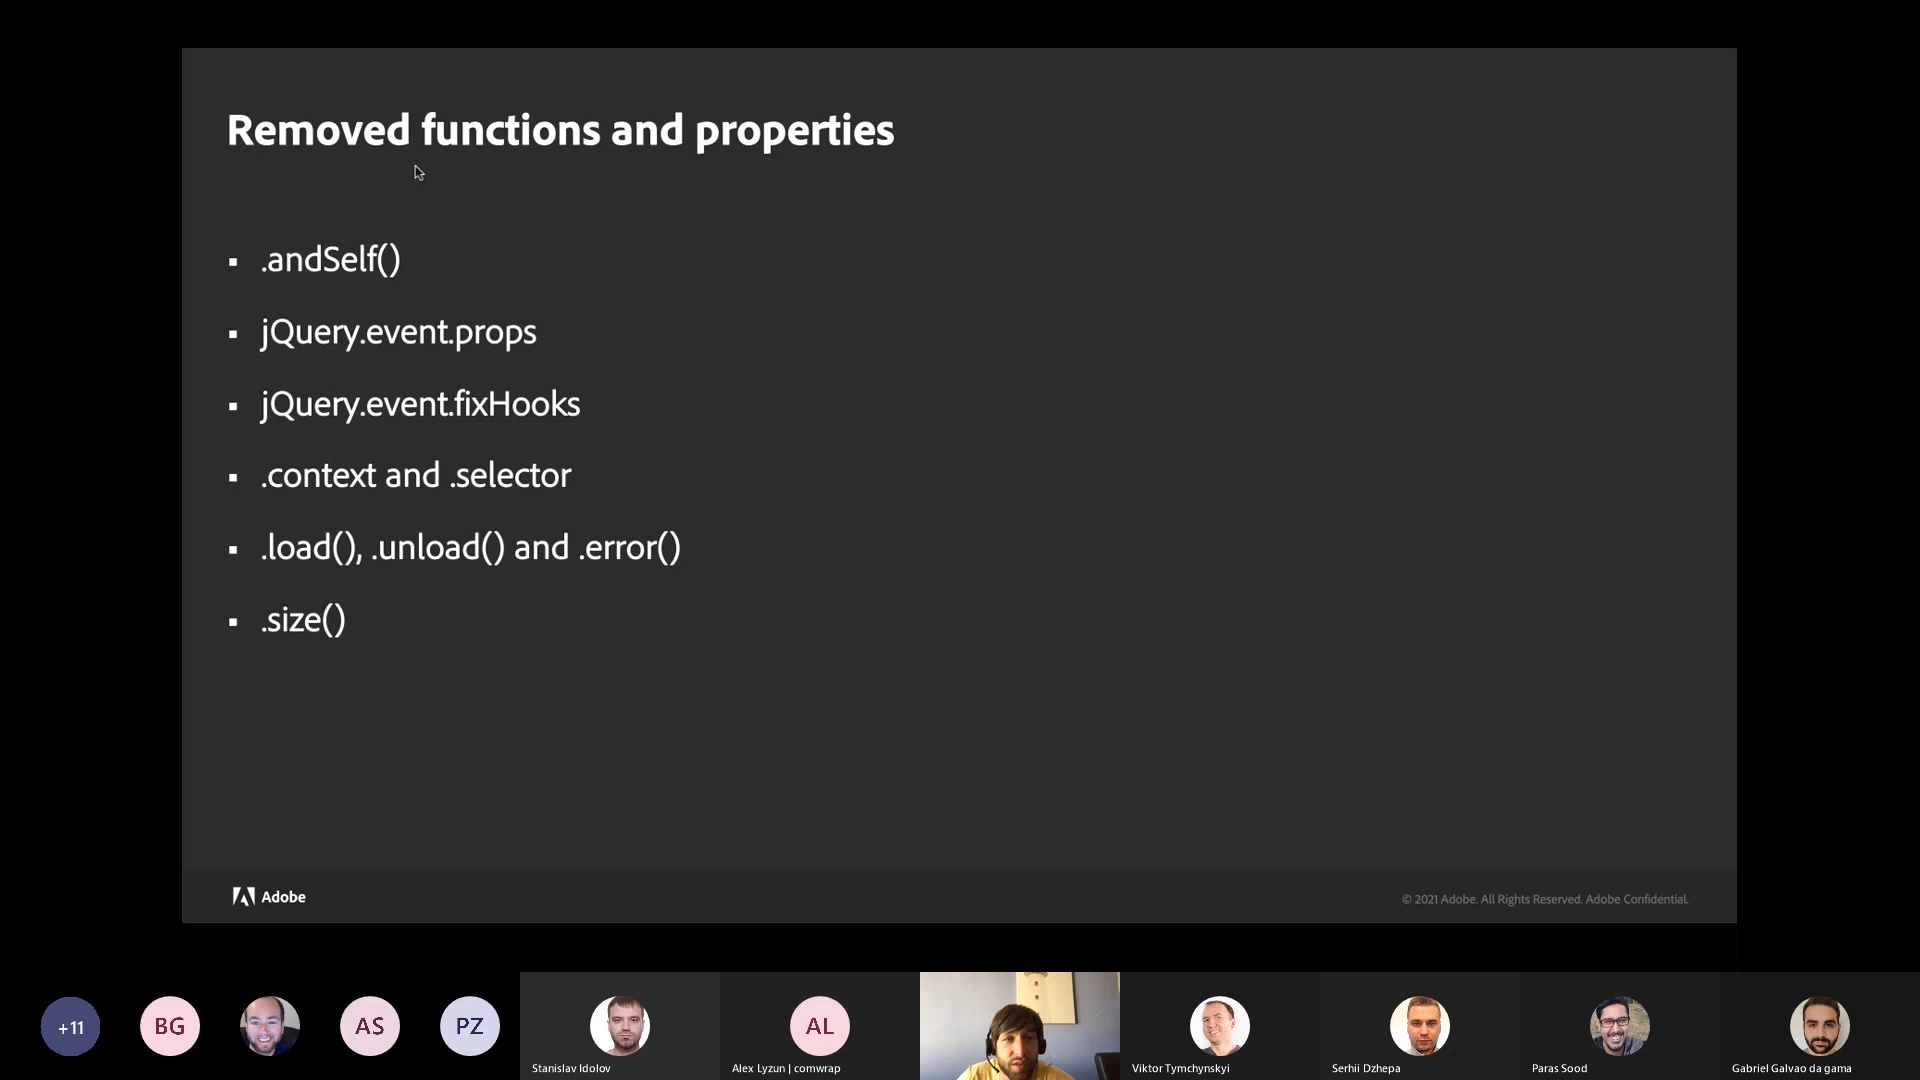 Removed functions and properties
.andSelf()
jQuery.event.props
jQuery.event.fixHooks
.context and .selector
.load(), .unload() and .error()
.size()
Adobe
© 2021 Adobe. All Rights Reserved. Adobe Confidential.
+11
BG
AS
PZ
AL
Stanislav Idolov
Alex Lyzun | comwrap
Viktor Tymchynskyi
Serhii Dzhepa
Paras Sood
Gabriel Galvao da gama